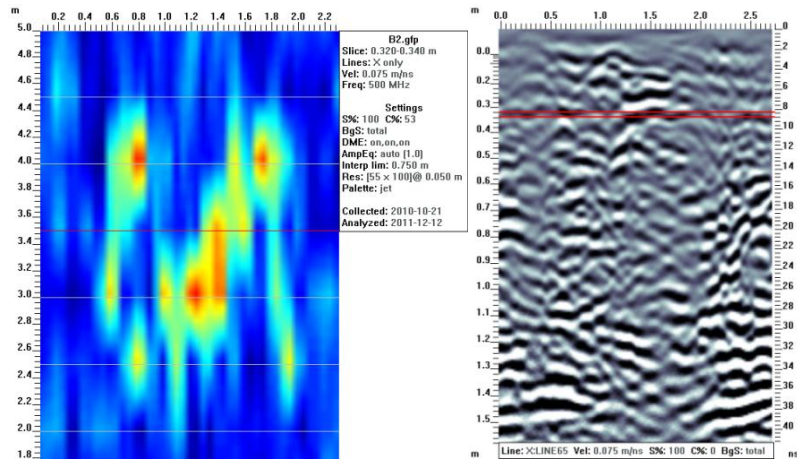 m
0.2 0.4 0.6 0.8 1.0 1.2 1.4 1.6 1.8 2.0 2.2
5.0
4.8
4.6
4.4
4.2
4.0
3.8
3.6
3.4
3.2
3.0
2.8
2.6
2.4
2.2
2.0
1.8
m
B2.gfp
Slice: 0.320-0.340 m
Lines: X only
Vel: 0.075 m/ns
Freq: 500 MHz
Settings
S%: 100 C%: 53
BgS: total
DME: on,on,on
AmpEq: auto [1.0]
Interp lim: 0.750 m
Res: [55 x 100]@ 0.050 m
Palette: jet
Collected: 2010-10-21
Analyzed: 2011-12-12
m
0.0 0.5 1.0 1.5 2.0 2.5
ns
0.0
0.1
0.2
0.3
0.4
0.5
0.6
0.7
0.8
0.9
1.0
1.1
1.2
1.3
1.4
1.5
m
0
2
4
6
8
10
12
14
16
18
20
22
24
26
28
30
32
34
36
38
40
ns
Line: X:LINE65 Vel: 0.075 m/ns S%: 100 C%: 0 BgS: total